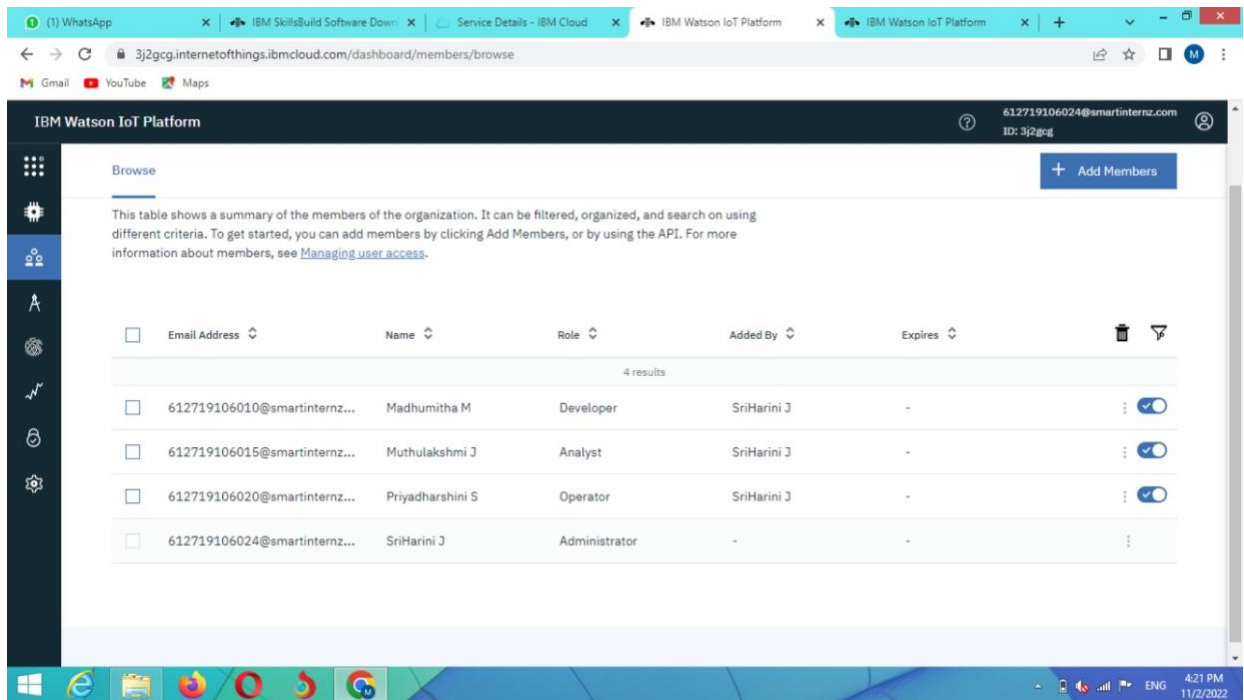 (1) WhatsApp
IBM SkillsBuild Software Down
Service Details - IBM Cloud
IBM Watson IoT Platform
IBM Watson IoT Platform
3j2gcg.internetofthings.ibmcloud.com/dashboard/members/browse
M
Gmail YouTube Maps
IBM Watson IoT Platform
612719106024@smartinternz.com
ID: 3j2gcg
Browse
+ Add Members
This table shows a summary of the members of the organization. It can be filtered, organized, and search on using
different criteria. To get started, you can add members by clicking Add Members, or by using the API. For more
information about members, see Managing user access.
Email Address Name Role Added By Expires
4 results
612719106010@smartinternz... Madhumitha M Developer SriHarini J -
612719106015@smartinternz... Muthulakshmi J Analyst SriHarini J -
612719106020@smartinternz... Priyadharshini S Operator SriHarini J -
612719106024@smartinternz... SriHarini J Administrator - -
ENG
4:21 PM
11/2/2022